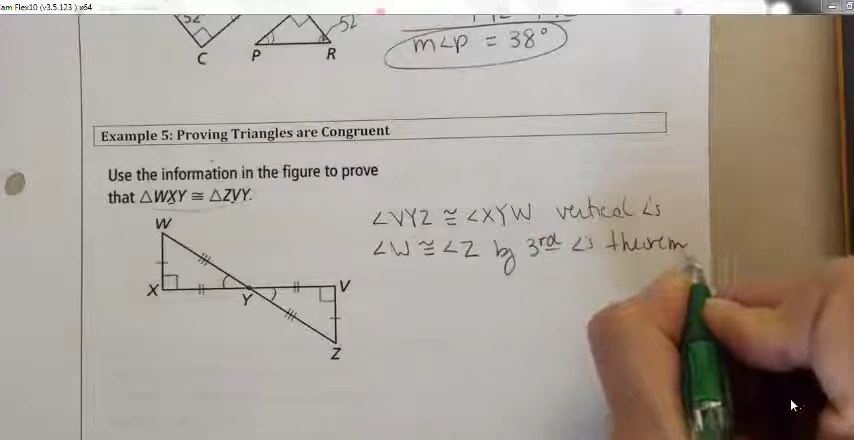 am Flex10 (v3.5.123 ) x64
52
52
C P R
m∠P = 38°
Example 5: Proving Triangles are Congruent
Use the information in the figure to prove
that △WXY ≅ △ZVY.
∠VYZ ≅ ∠XYW vertical ∠s
∠W ≅ ∠Z by 3rd ∠'s theorem
W
X Y V
Z